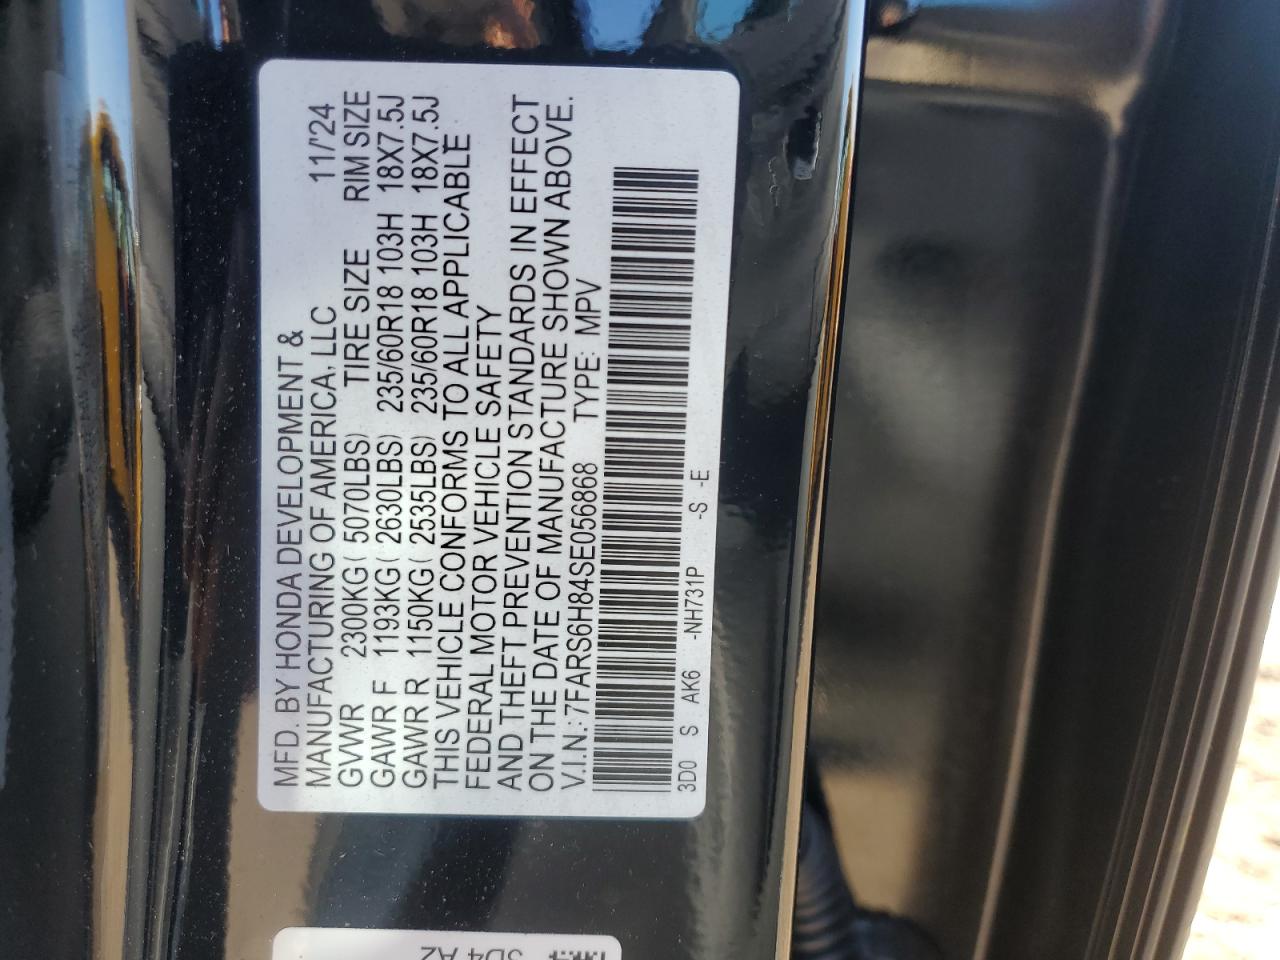 MFD. BY HONDA DEVELOPMENT &
MANUFACTURING OF AMERICA, LLC 11/'24
GVWR 2300KG ( 5070LBS) TIRE SIZE RIM SIZE
GAWR F 1193KG ( 2630LBS) 235/60R18 103H 18X7.5J
GAWR R 1150KG ( 2535LBS) 235/60R18 103H 18X7.5J
THIS VEHICLE CONFORMS TO ALL APPLICABLE
FEDERAL MOTOR VEHICLE SAFETY
AND THEFT PREVENTION STANDARDS IN EFFECT
ON THE DATE OF MANUFACTURE SHOWN ABOVE.
V.I.N.: 7FARS6H84SE056868 TYPE: MPV
3D0 S AK6 -NH731P -S -E
3D4 A2